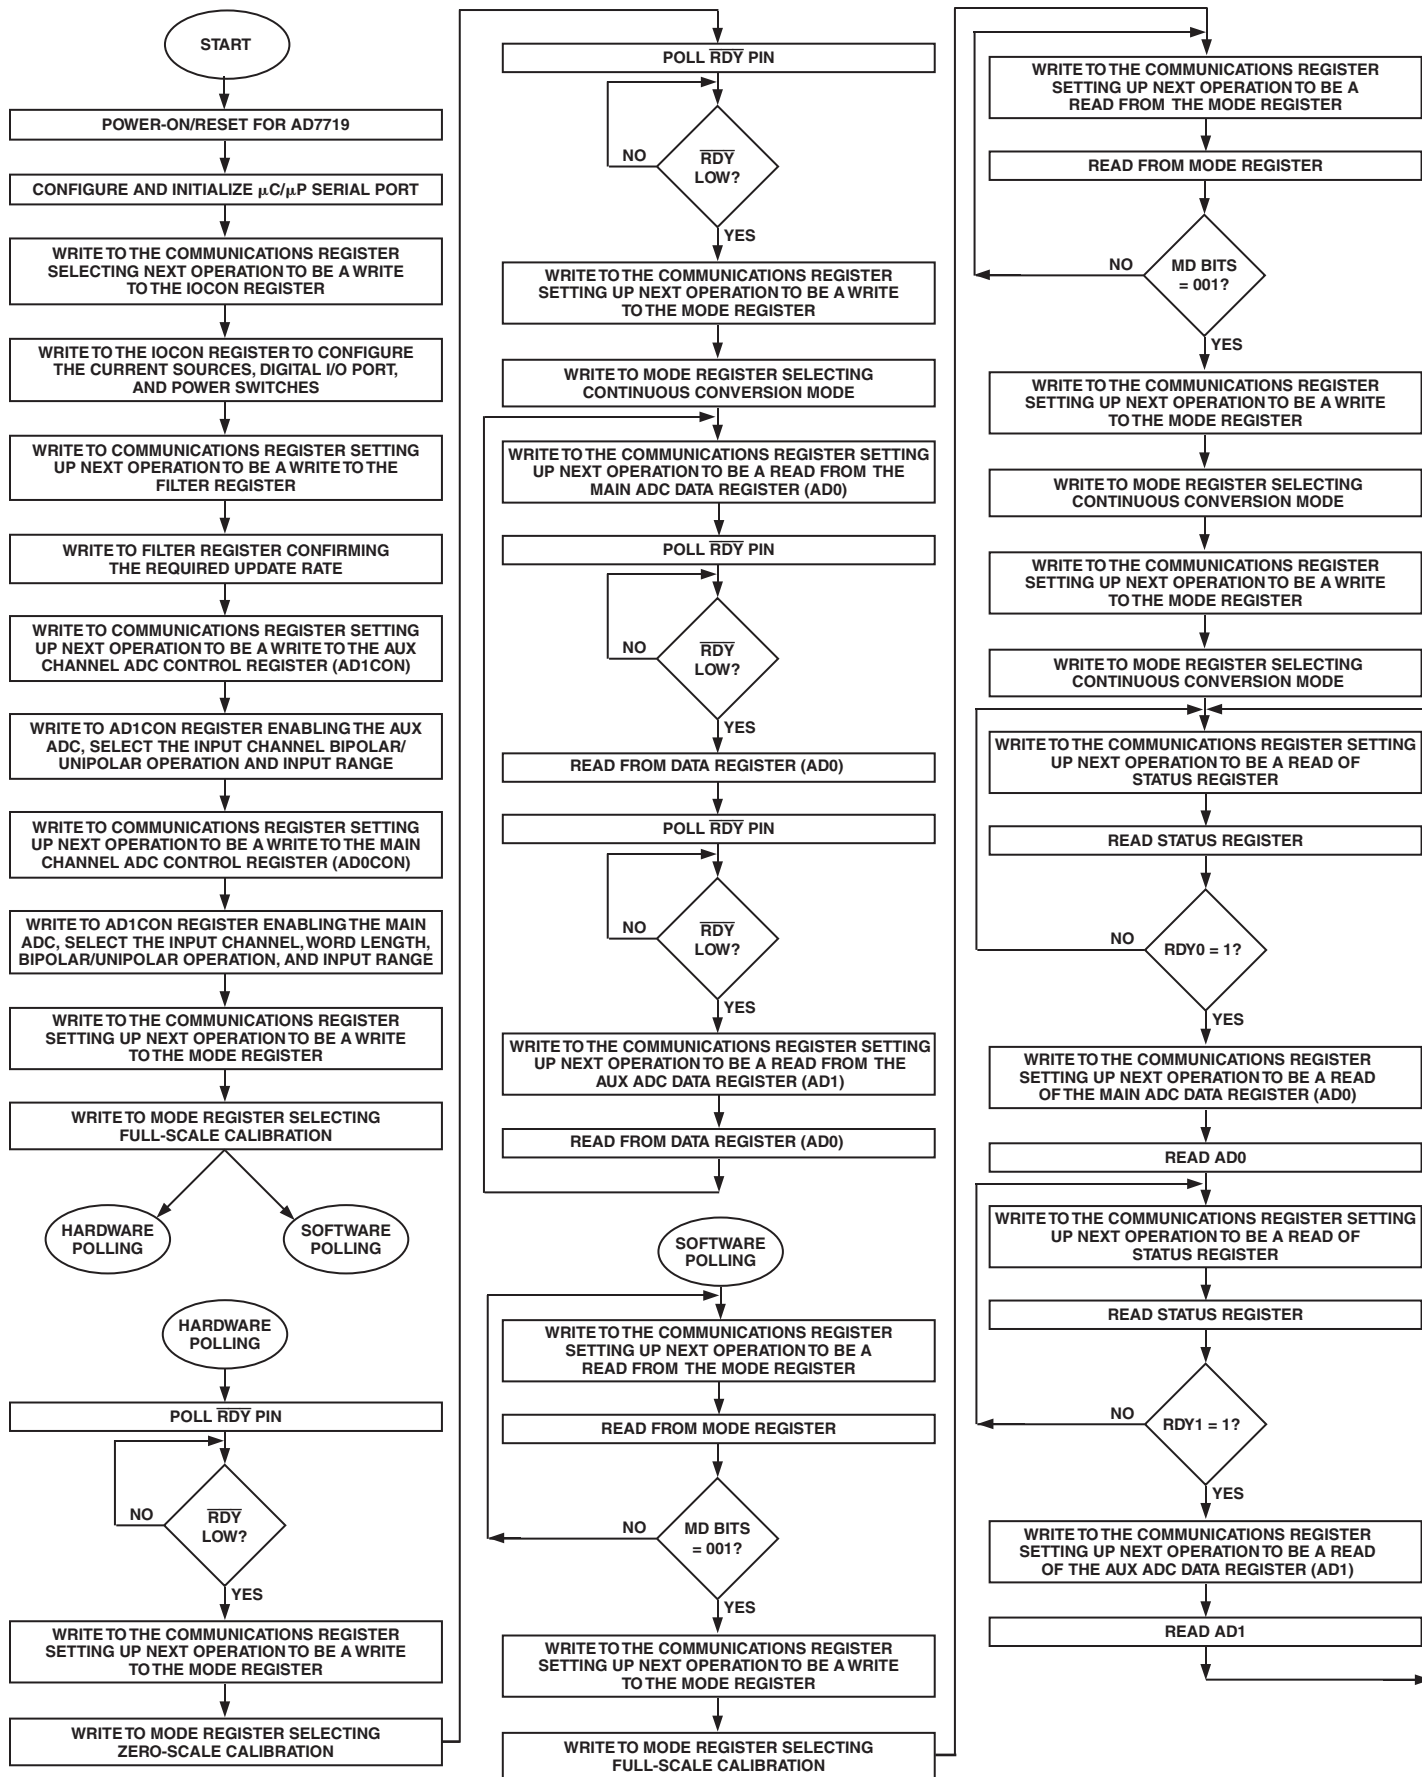 START
POWER-ON/RESET FOR AD7719
CONFIGURE AND INITIALIZE μC/μP SERIAL PORT
WRITE TO THE COMMUNICATIONS REGISTER
SELECTING NEXT OPERATION TO BE A WRITE
TO THE IOCON REGISTER
WRITE TO THE IOCON REGISTER TO CONFIGURE
THE CURRENT SOURCES, DIGITAL I/O PORT,
AND POWER SWITCHES
WRITE TO COMMUNICATIONS REGISTER SETTING
UP NEXT OPERATION TO BE A WRITE TO THE
FILTER REGISTER
WRITE TO FILTER REGISTER CONFIRMING
THE REQUIRED UPDATE RATE
WRITE TO COMMUNICATIONS REGISTER SETTING
UP NEXT OPERATION TO BE A WRITE TO THE AUX
CHANNEL ADC CONTROL REGISTER (AD1CON)
WRITE TO AD1CON REGISTER ENABLING THE AUX
ADC, SELECT THE INPUT CHANNEL BIPOLAR/
UNIPOLAR OPERATION AND INPUT RANGE
WRITE TO COMMUNICATIONS REGISTER SETTING
UP NEXT OPERATION TO BE A WRITE TO THE MAIN
CHANNEL ADC CONTROL REGISTER (AD0CON)
WRITE TO AD1CON REGISTER ENABLING THE MAIN
ADC, SELECT THE INPUT CHANNEL, WORD LENGTH,
BIPOLAR/UNIPOLAR OPERATION, AND INPUT RANGE
WRITE TO THE COMMUNICATIONS REGISTER
SETTING UP NEXT OPERATION TO BE A WRITE
TO THE MODE REGISTER
WRITE TO MODE REGISTER SELECTING
FULL-SCALE CALIBRATION
HARDWARE
POLLING
SOFTWARE
POLLING
HARDWARE
POLLING
POLL RDY PIN
NO
RDY
LOW?
YES
WRITE TO THE COMMUNICATIONS REGISTER
SETTING UP NEXT OPERATION TO BE A WRITE
TO THE MODE REGISTER
WRITE TO MODE REGISTER SELECTING
ZERO-SCALE CALIBRATION
POLL RDY PIN
NO
RDY
LOW?
YES
WRITE TO THE COMMUNICATIONS REGISTER
SETTING UP NEXT OPERATION TO BE A WRITE
TO THE MODE REGISTER
WRITE TO MODE REGISTER SELECTING
CONTINUOUS CONVERSION MODE
WRITE TO THE COMMUNICATIONS REGISTER SETTING
UP NEXT OPERATION TO BE A READ FROM THE
MAIN ADC DATA REGISTER (AD0)
POLL RDY PIN
NO
RDY
LOW?
YES
READ FROM DATA REGISTER (AD0)
POLL RDY PIN
NO
RDY
LOW?
YES
WRITE TO THE COMMUNICATIONS REGISTER SETTING
UP NEXT OPERATION TO BE A READ FROM THE
AUX ADC DATA REGISTER (AD1)
READ FROM DATA REGISTER (AD0)
SOFTWARE
POLLING
WRITE TO THE COMMUNICATIONS REGISTER
SETTING UP NEXT OPERATION TO BE A
READ FROM THE MODE REGISTER
READ FROM MODE REGISTER
NO
MD BITS
= 001?
YES
WRITE TO THE COMMUNICATIONS REGISTER
SETTING UP NEXT OPERATION TO BE A WRITE
TO THE MODE REGISTER
WRITE TO MODE REGISTER SELECTING
FULL-SCALE CALIBRATION
WRITE TO THE COMMUNICATIONS REGISTER
SETTING UP NEXT OPERATION TO BE A
READ FROM THE MODE REGISTER
READ FROM MODE REGISTER
NO
MD BITS
= 001?
YES
WRITE TO THE COMMUNICATIONS REGISTER
SETTING UP NEXT OPERATION TO BE A WRITE
TO THE MODE REGISTER
WRITE TO MODE REGISTER SELECTING
CONTINUOUS CONVERSION MODE
WRITE TO THE COMMUNICATIONS REGISTER
SETTING UP NEXT OPERATION TO BE A WRITE
TO THE MODE REGISTER
WRITE TO MODE REGISTER SELECTING
CONTINUOUS CONVERSION MODE
WRITE TO THE COMMUNICATIONS REGISTER SETTING
UP NEXT OPERATION TO BE A READ OF
STATUS REGISTER
READ STATUS REGISTER
NO
RDY0 = 1?
YES
WRITE TO THE COMMUNICATIONS REGISTER
SETTING UP NEXT OPERATION TO BE A READ
OF THE MAIN ADC DATA REGISTER (AD0)
READ AD0
WRITE TO THE COMMUNICATIONS REGISTER SETTING
UP NEXT OPERATION TO BE A READ OF
STATUS REGISTER
READ STATUS REGISTER
NO
RDY1 = 1?
YES
WRITE TO THE COMMUNICATIONS REGISTER
SETTING UP NEXT OPERATION TO BE A READ
OF THE AUX ADC DATA REGISTER (AD1)
READ AD1